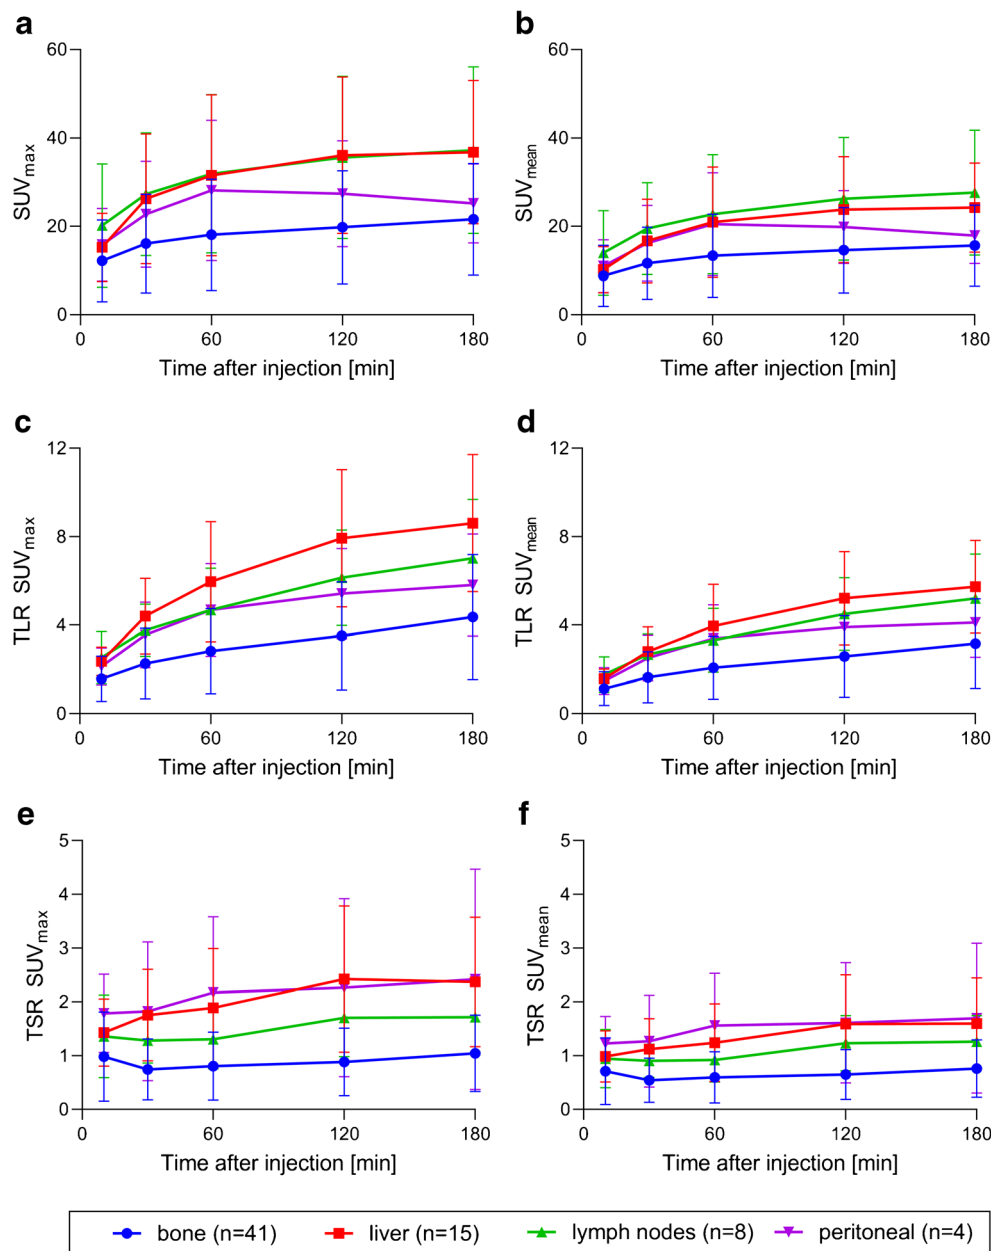 a
b
60
40
20
0
SUVmax
0 60 120 180
Time after injection [min]
60
40
20
0
SUVmean
0 60 120 180
Time after injection [min]
c
d
12
8
4
0
TLR SUVmax
0 60 120 180
Time after injection [min]
12
8
4
0
TLR SUVmean
0 60 120 180
Time after injection [min]
e
f
5
4
3
2
1
0
TSR SUVmax
0 60 120 180
Time after injection [min]
5
4
3
2
1
0
TSR SUVmean
0 60 120 180
Time after injection [min]
bone (n=41) liver (n=15) lymph nodes (n=8) peritoneal (n=4)